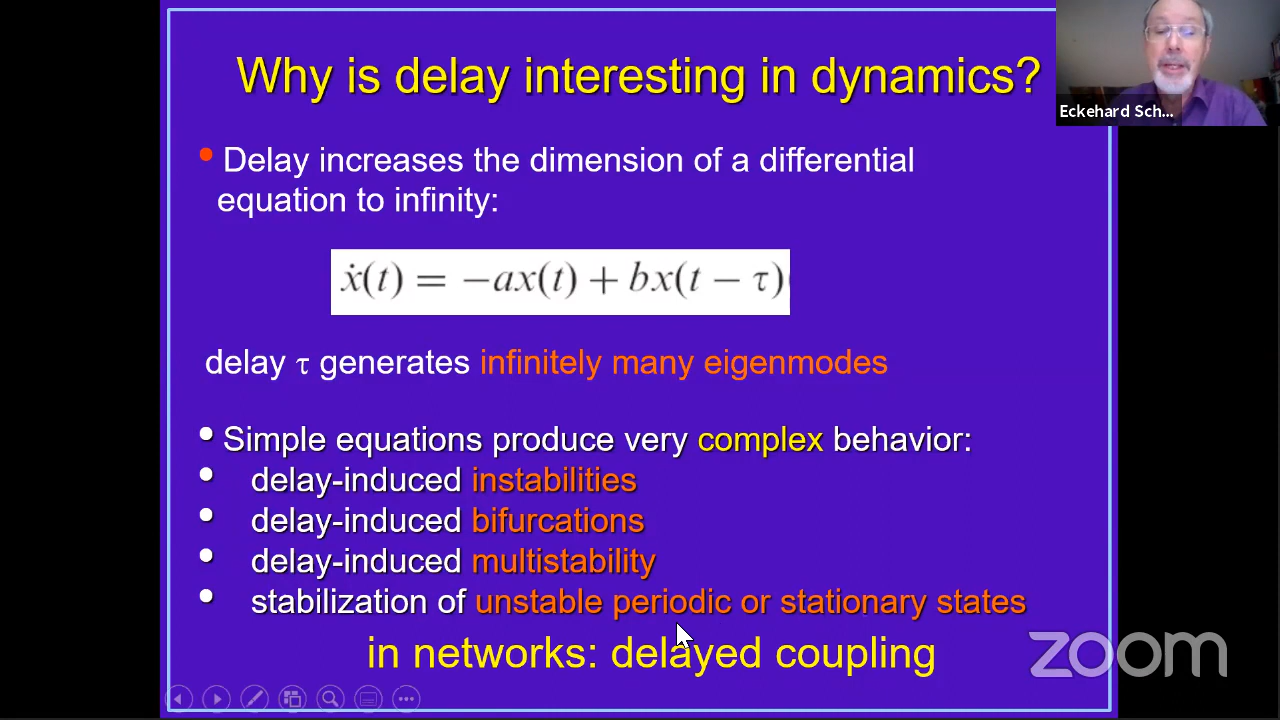 Why is delay interesting in dynamics?
Eckehard Sch...
• Delay increases the dimension of a differential
equation to infinity:
ẋ(t) = −ax(t) + bx(t − τ)
delay τ generates infinitely many eigenmodes
• Simple equations produce very complex behavior:
• delay-induced instabilities
• delay-induced bifurcations
• delay-induced multistability
• stabilization of unstable periodic or stationary states
in networks: delayed coupling
zoom